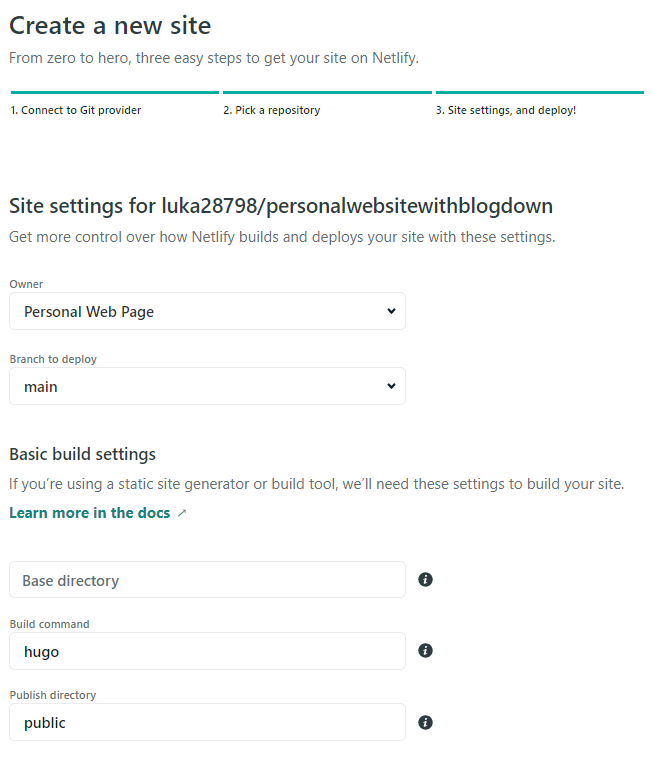 Create a new site
From zero to hero, three easy steps to get your site on Netlify.
1. Connect to Git provider
2. Pick a repository
3. Site settings, and deploy!
Site settings for luka28798/personalwebsitewithblogdown
Get more control over how Netlify builds and deploys your site with these settings.
Owner
Personal Web Page
Branch to deploy
main
Basic build settings
If you’re using a static site generator or build tool, we’ll need these settings to build your site.
Learn more in the docs ↗
Base directory
Build command
hugo
Publish directory
public